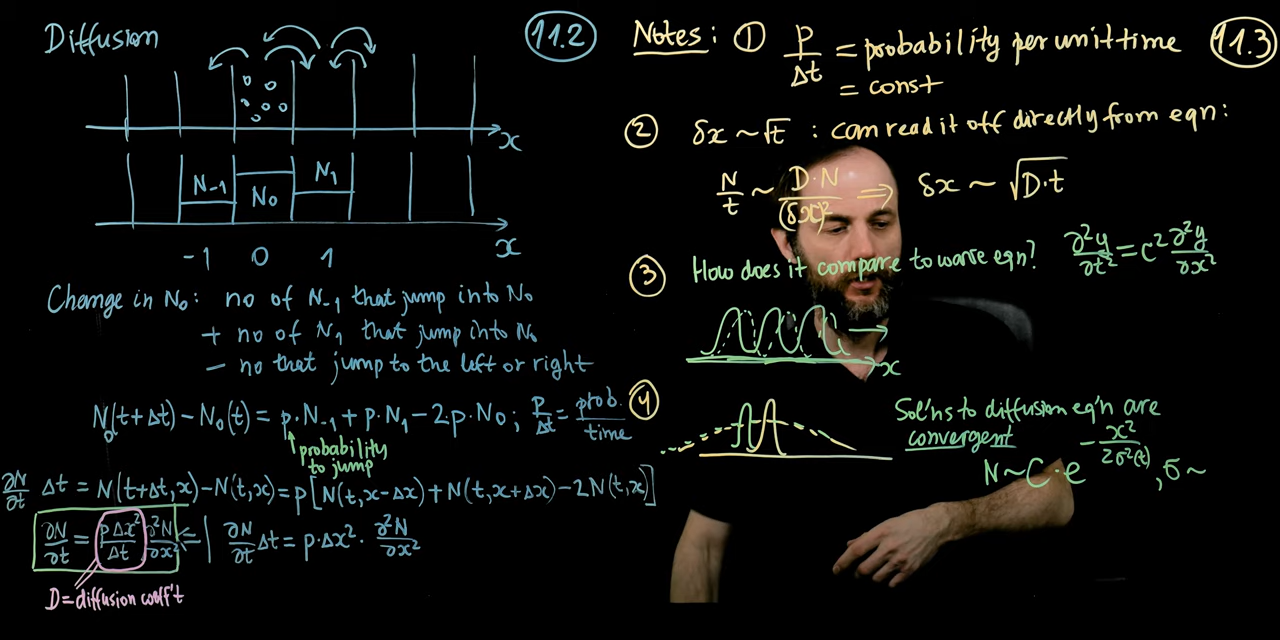 Diffusion
11.2
x
N₋₁ N₀ N₁
x
-1 0 1
Change in N₀: no of N₋₁ that jump into N₀
+ no of N₁ that jump into N₀
− no that jump to the left or right
N₀(t+Δt)−N₀(t) = p·N₋₁ + p·N₁ − 2·p·N₀; p/Δt = prob./time
probability
to jump
∂N/∂t Δt = N(t+Δt,x)−N(t,x) = p[N(t,x−Δx)+N(t,x+Δx)−2N(t,x)]
∂N/∂t = pΔx²/Δt ∂²N/∂x² ⇐ | ∂N/∂t Δt = p·Δx²· ∂²N/∂x²
D = diffusion coeff't
Notes: ① P/Δt = probability per unit time
= const
11.3
② δx ~ √t : can read it off directly from eqn:
N/t ~ D·N/(δx)² ⇒ δx ~ √D·t
③ How does it compare to wave eqn? ∂²y/∂t² = c² ∂²y/∂x²
x
④ Sol'ns to diffusion eq'n are
convergent
N ~ C·e^(−x²/2σ²(t)), σ ~